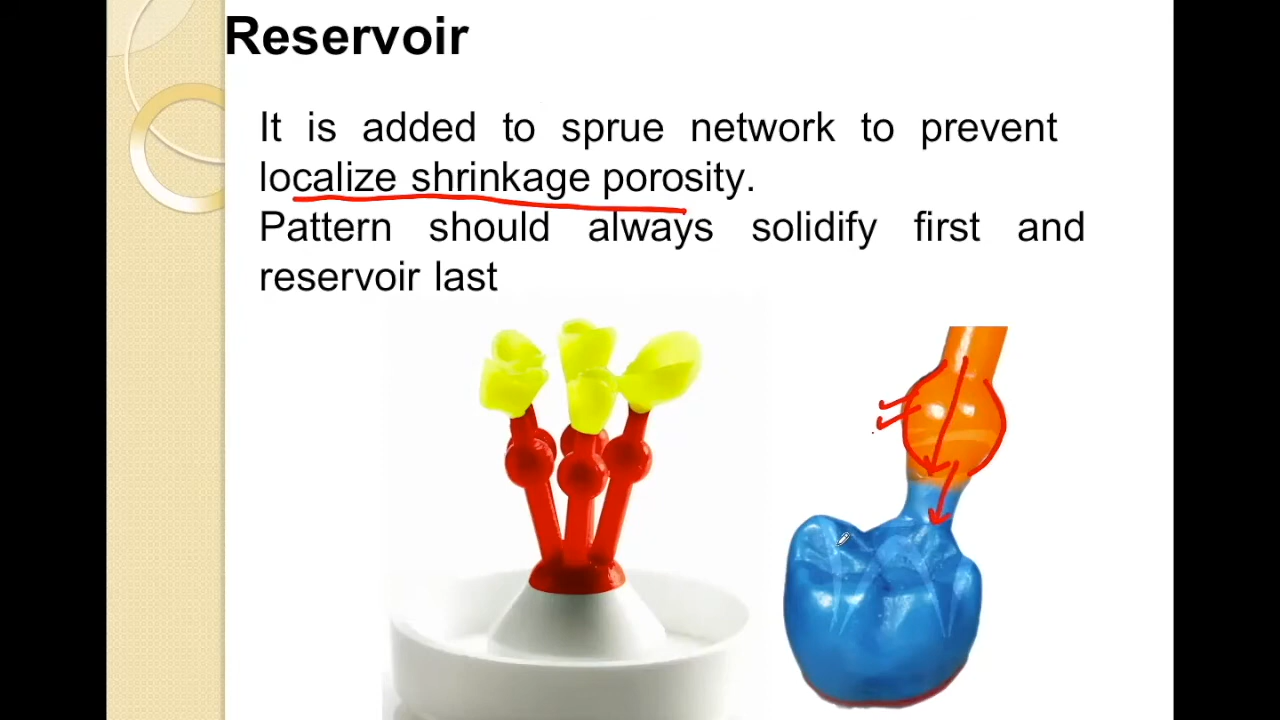 Reservoir
It is added to sprue network to prevent
localize shrinkage porosity.
Pattern should always solidify first and
reservoir last